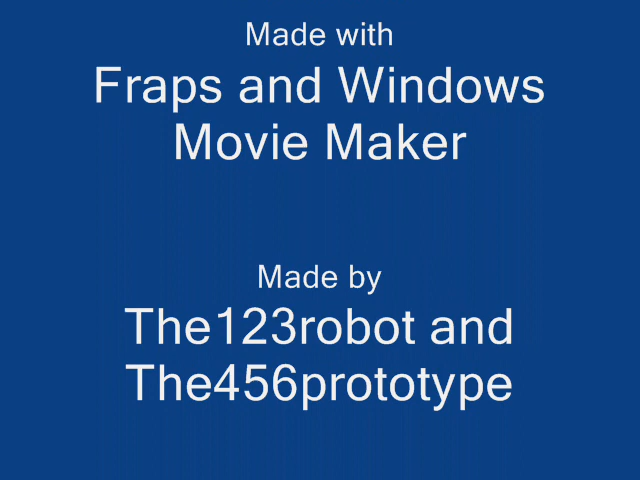 Made with
Fraps and Windows
Movie Maker
Made by
The123robot and
The456prototype